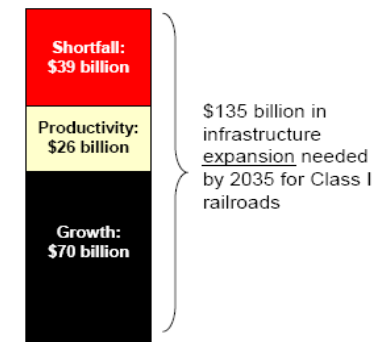 Shortfall:
$39 billion
Productivity:
$26 billion
Growth:
$70 billion
$135 billion in
infrastructure
expansion needed
by 2035 for Class I
railroads